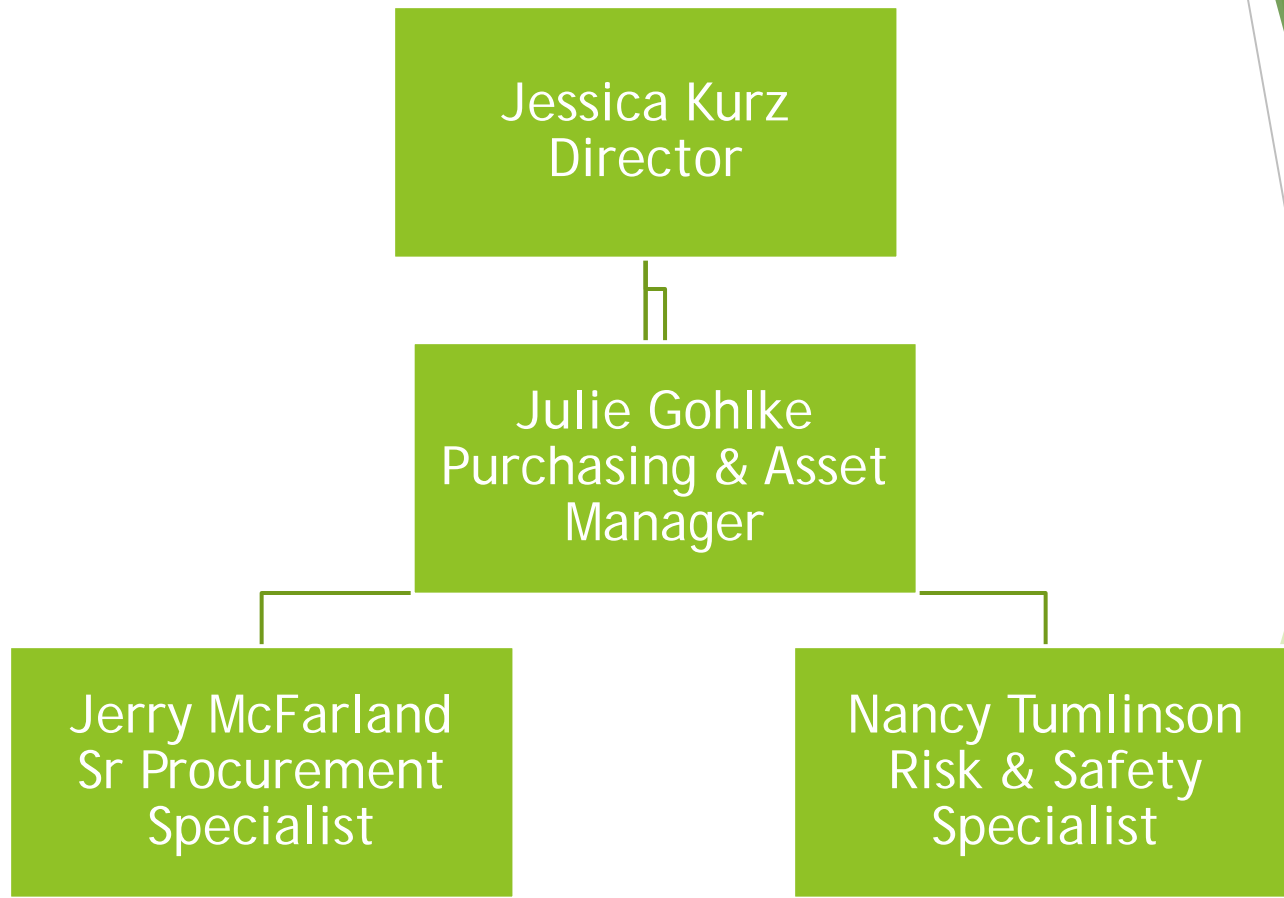 Jessica Kurz
Director
Julie Gohlke
Purchasing & Asset
Manager
Jerry McFarland
Sr Procurement
Specialist
Nancy Tumlinson
Risk & Safety
Specialist